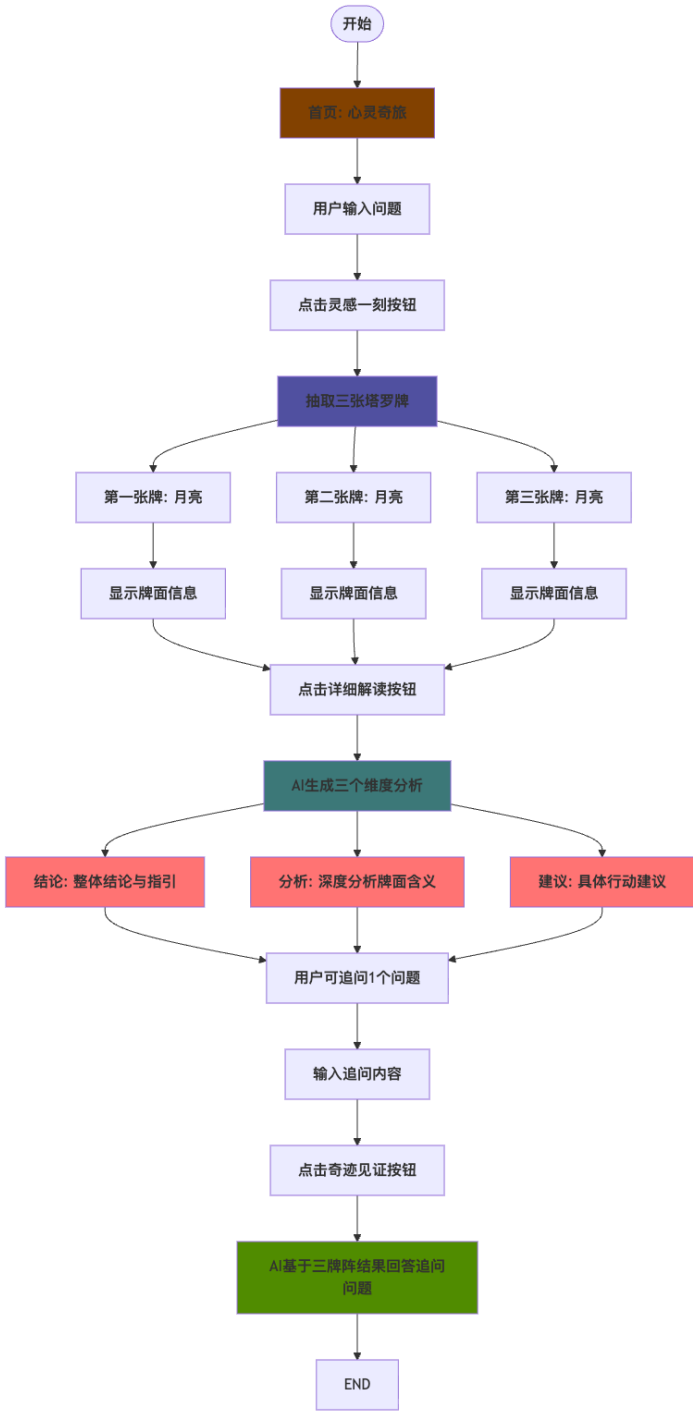 开始
首页: 心灵奇旅
用户输入问题
点击灵感一刻按钮
抽取三张塔罗牌
第一张牌: 月亮
第二张牌: 月亮
第三张牌: 月亮
显示牌面信息
显示牌面信息
显示牌面信息
点击详细解读按钮
AI生成三个维度分析
结论: 整体结论与指引
分析: 深度分析牌面含义
建议: 具体行动建议
用户可追问1个问题
输入追问内容
点击奇迹见证按钮
AI基于三牌阵结果回答追问
问题
END